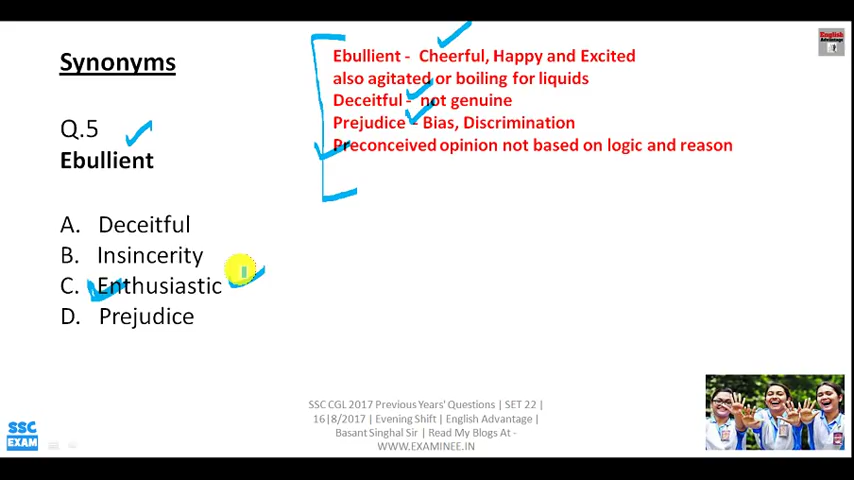 Synonyms
Q.5
Ebullient
A. Deceitful
B. Insincerity
C. Enthusiastic
D. Prejudice
Ebullient - Cheerful, Happy and Excited
also agitated or boiling for liquids
Deceitful - not genuine
Prejudice - Bias, Discrimination
Preconceived opinion not based on logic and reason
English
Advantage
SSC CGL 2017 Previous Years' Questions | SET 22 |
16|8/2017 | Evening Shift | English Advantage |
Basant Singhal Sir | Read My Blogs At -
WWW.EXAMINEE.IN
SSC
EXAM